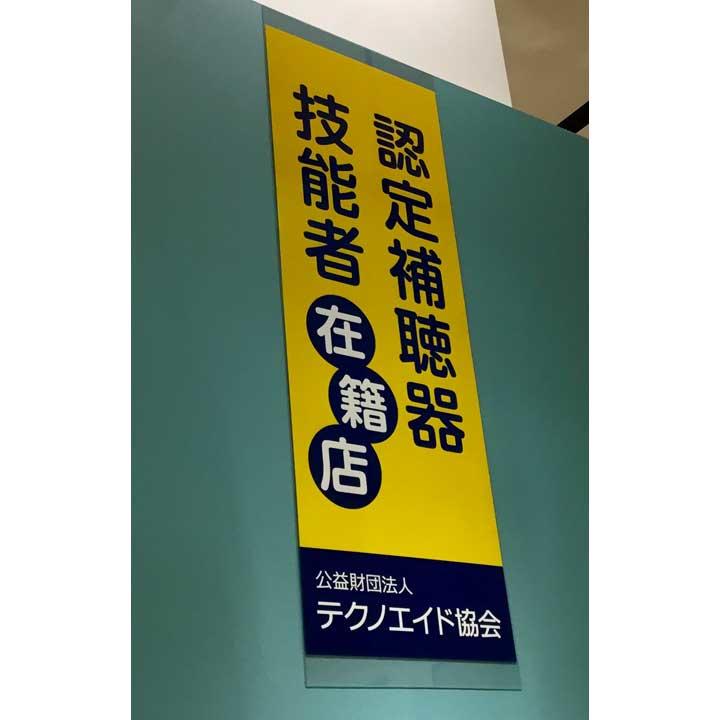 認定補聴器
技能者在籍店
公益財団法人
テクノエイド協会